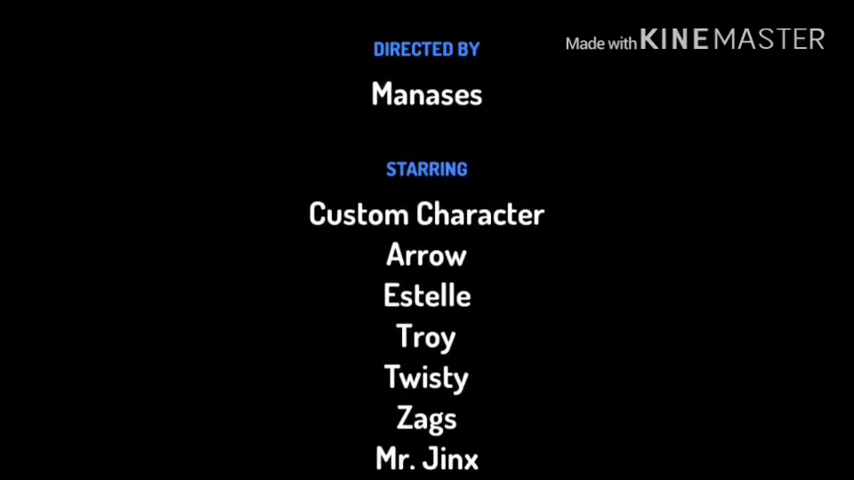 DIRECTED BY
Made with KINEMASTER
Manases
STARRING
Custom Character
Arrow
Estelle
Troy
Twisty
Zags
Mr. Jinx